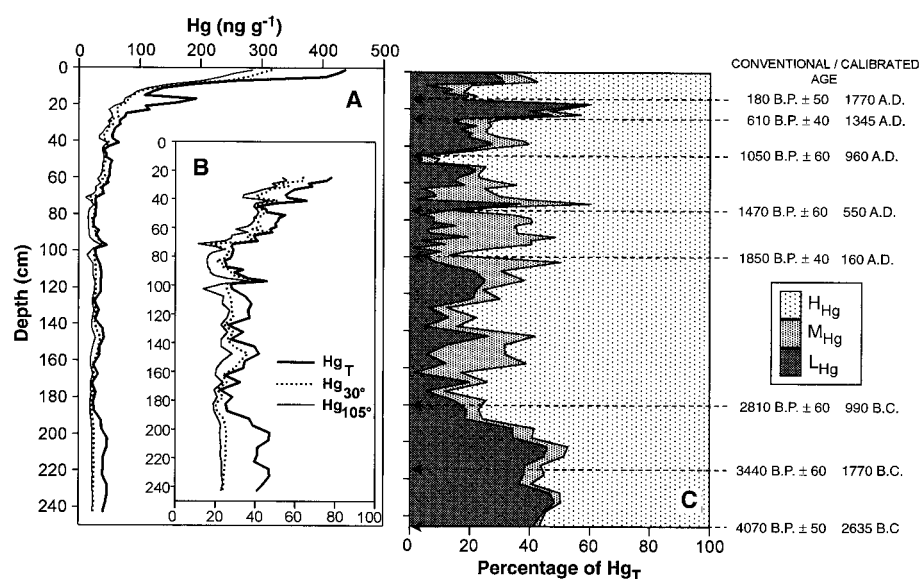 Hg (ng g-1)
0 100 200 300 400 500
0
20
40
60
80
100
120
140
160
180
200
220
240
Depth (cm)
A
B
0
20
40
60
80
100
120
140
160
180
200
220
240
0 20 40 60 80 100
HgT
Hg30°
Hg105°
C
0 20 40 60 80 100
Percentage of HgT
CONVENTIONAL / CALIBRATED
AGE
180 B.P. ± 50 1770 A.D.
610 B.P. ± 40 1345 A.D.
1050 B.P. ± 60 960 A.D.
1470 B.P. ± 60 550 A.D.
1850 B.P. ± 40 160 A.D.
HHg
MHg
LHg
2810 B.P. ± 60 990 B.C.
3440 B.P. ± 60 1770 B.C.
4070 B.P. ± 50 2635 B.C